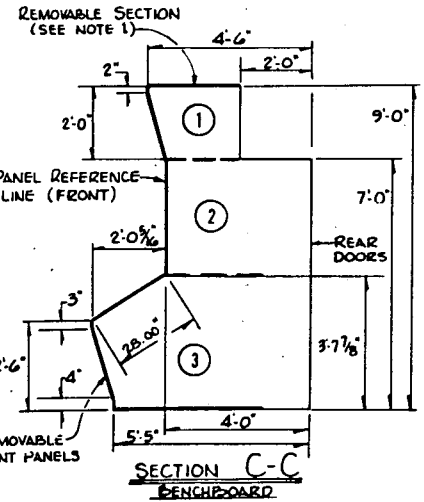 REMOVABLE SECTION
(SEE NOTE 1)
4'-6"
2'-0"
2"
2'-0"
1
9'-0"
PANEL REFERENCE
LINE (FRONT)
7'-0"
2
2'-0 5/16"
REAR
DOORS
3"
28.00"
2'-6"
3
3'-7 7/8"
4"
MOVABLE
NT PANELS
4'-0"
5'-5"
SECTION C-C
BENCHBOARD